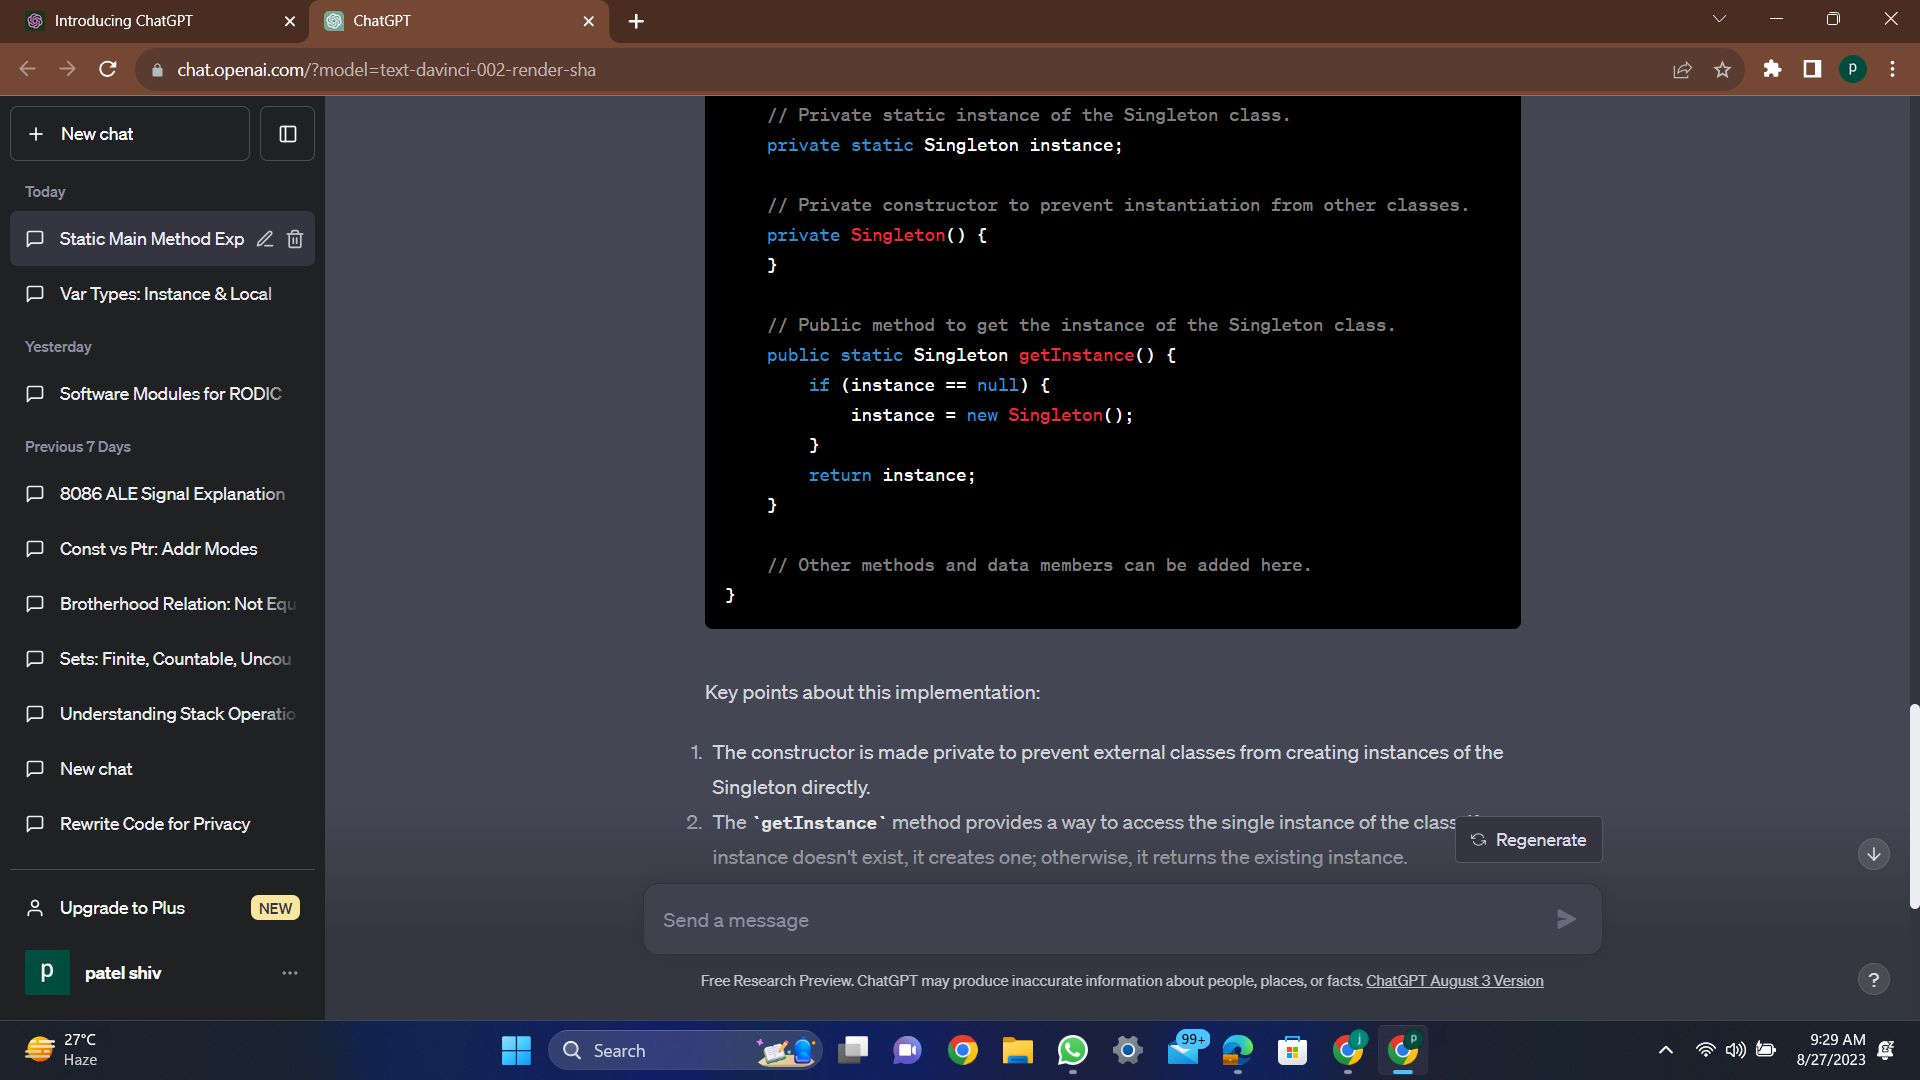 Introducing ChatGPT
ChatGPT
chat.openai.com/?model=text-davinci-002-render-sha
p
New chat
Today
Static Main Method Exp
Var Types: Instance & Local
Yesterday
Software Modules for RODIC
Previous 7 Days
8086 ALE Signal Explanation
Const vs Ptr: Addr Modes
Brotherhood Relation: Not Equ
Sets: Finite, Countable, Uncou
Understanding Stack Operatio
New chat
Rewrite Code for Privacy
Upgrade to Plus NEW
p patel shiv
// Private static instance of the Singleton class.
private static Singleton instance;
// Private constructor to prevent instantiation from other classes.
private Singleton() {
}
// Public method to get the instance of the Singleton class.
public static Singleton getInstance() {
if (instance == null) {
instance = new Singleton();
}
return instance;
}
// Other methods and data members can be added here.
}
Key points about this implementation:
1. The constructor is made private to prevent external classes from creating instances of the
Singleton directly.
2. The `getInstance` method provides a way to access the single instance of the class
instance doesn't exist, it creates one; otherwise, it returns the existing instance.
Regenerate
Send a message
Free Research Preview. ChatGPT may produce inaccurate information about people, places, or facts. ChatGPT August 3 Version
?
27°C
Haze
Search
99+
j
p
9:29 AM
8/27/2023